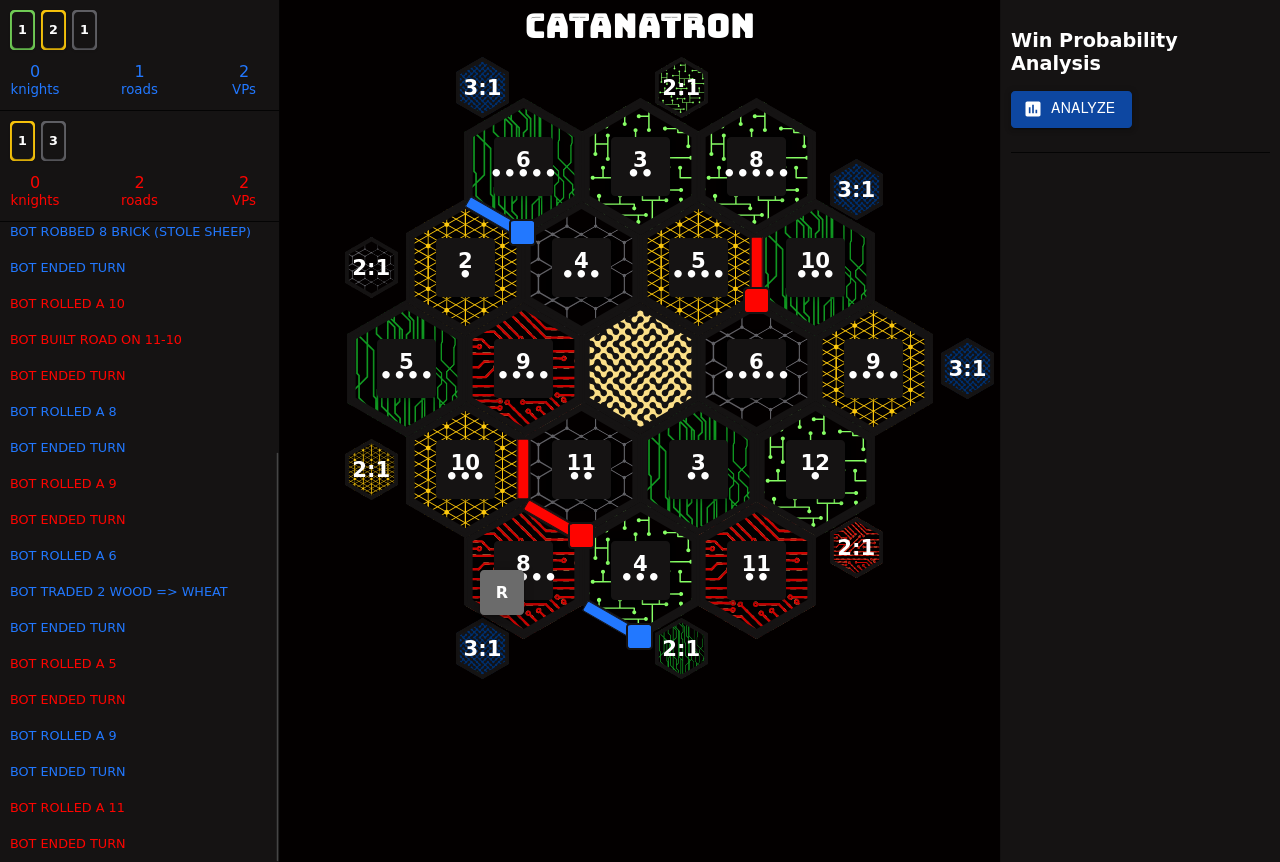 1 2 1
0 1 2
knights roads VPs
1 3
0 2 2
knights roads VPs
BOT ROBBED 8 BRICK (STOLE SHEEP)
BOT ENDED TURN
BOT ROLLED A 10
BOT BUILT ROAD ON 11-10
BOT ENDED TURN
BOT ROLLED A 8
BOT ENDED TURN
BOT ROLLED A 9
BOT ENDED TURN
BOT ROLLED A 6
BOT TRADED 2 WOOD => WHEAT
BOT ENDED TURN
BOT ROLLED A 5
BOT ENDED TURN
BOT ROLLED A 9
BOT ENDED TURN
BOT ROLLED A 11
BOT ENDED TURN
CATANATRON
3:1 2:1
6 3 8
3:1
2:1 2 4 5 10
5 9 6 9 3:1
2:1 10 11 3 12
8 4 11 2:1
R
3:1 2:1
Win Probability
Analysis
ANALYZE